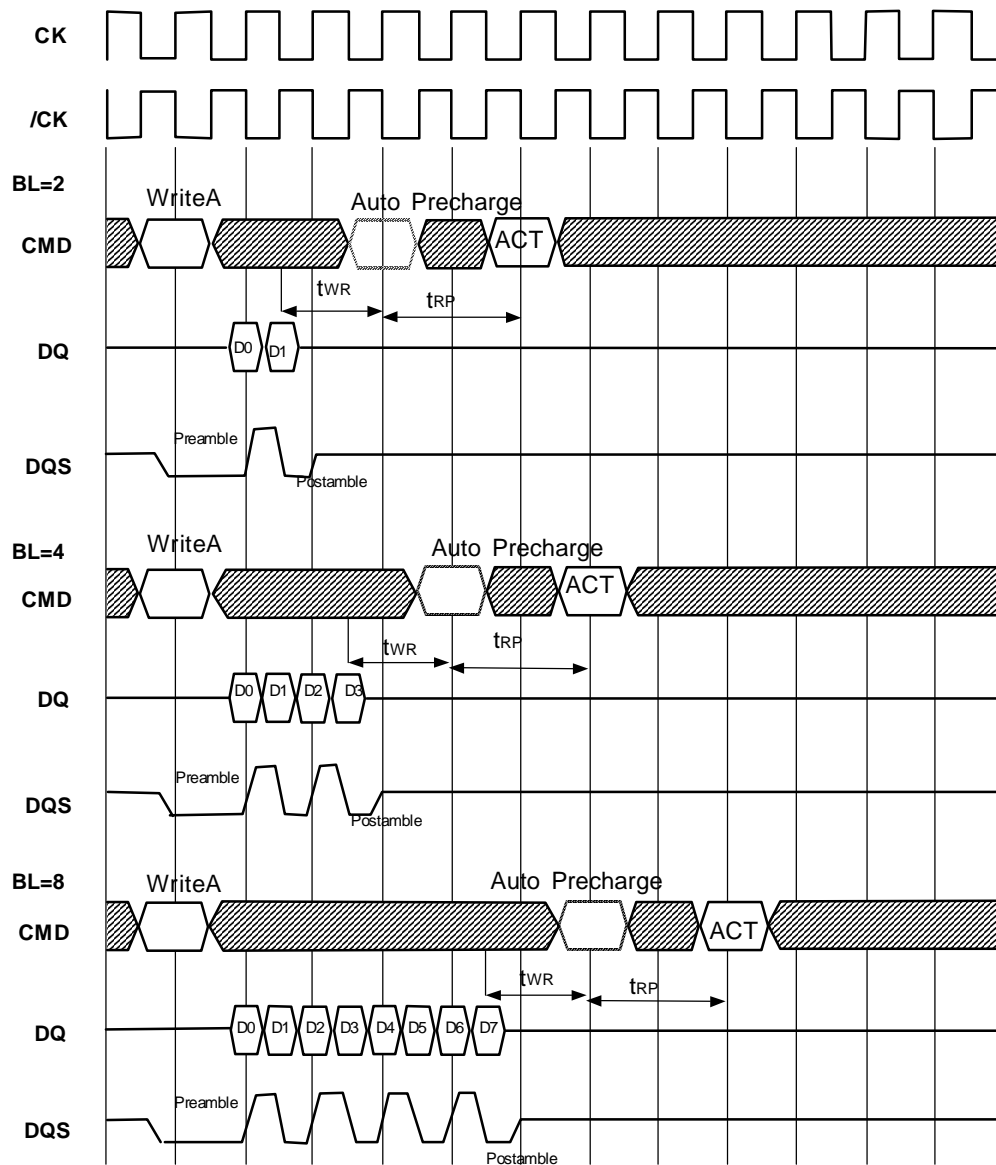 CK
/CK
BL=2
WriteA Auto Precharge
CMD ACT
tWR tRP
DQ D0 D1
Preamble
DQS
Postamble
BL=4
WriteA Auto Precharge
CMD ACT
tWR tRP
DQ D0 D1 D2 D3
Preamble
DQS
Postamble
BL=8
WriteA Auto Precharge
CMD ACT
tWR tRP
DQ D0 D1 D2 D3 D4 D5 D6 D7
Preamble
DQS
Postamble